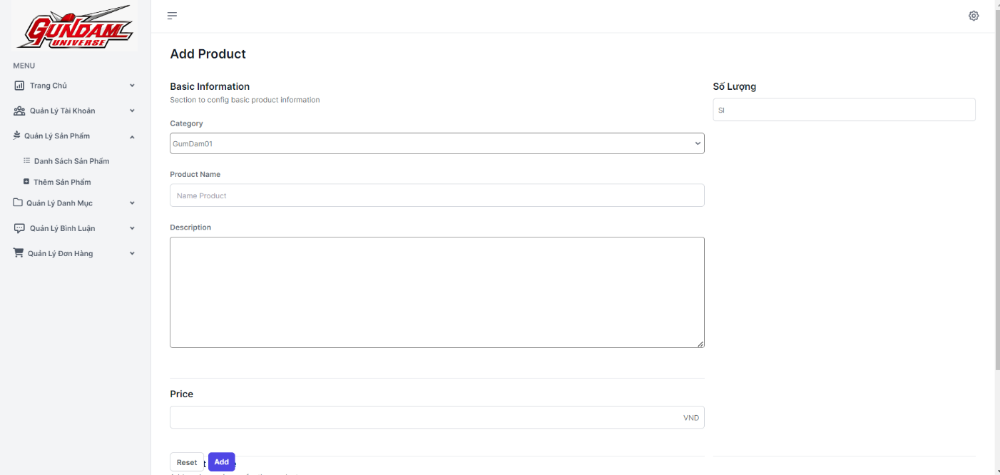 GUNDAM
UNIVERSE
MENU
Trang Chủ
Quản Lý Tài Khoản
Quản Lý Sản Phẩm
Danh Sách Sản Phẩm
Thêm Sản Phẩm
Quản Lý Danh Mục
Quản Lý Bình Luận
Quản Lý Đơn Hàng
Add Product
Basic Information
Section to config basic product information
Category
GumDam01
Product Name
Name Product
Description
Price
VND
Reset
Add
Số Lượng
Sl